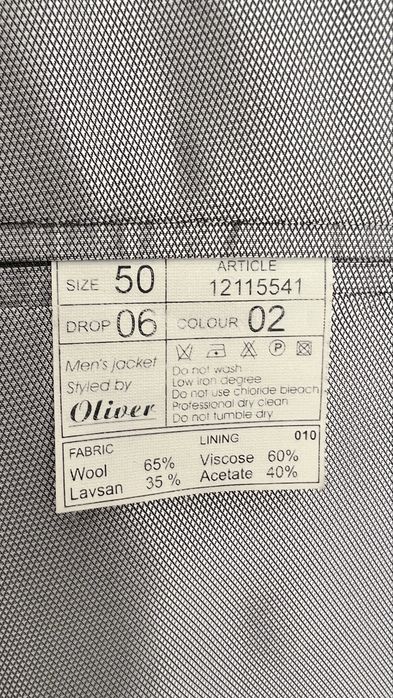 SIZE 50
ARTICLE
12115541
DROP 06
COLOUR 02
Men's jacket
Styled by
Oliver
P
Do not wash
Low iron degree
Do not use chloride bleach
Professional dry clean
Do not tumble dry
FABRIC
Wool 65%
Lavsan 35 %
LINING 010
Viscose 60%
Acetate 40%